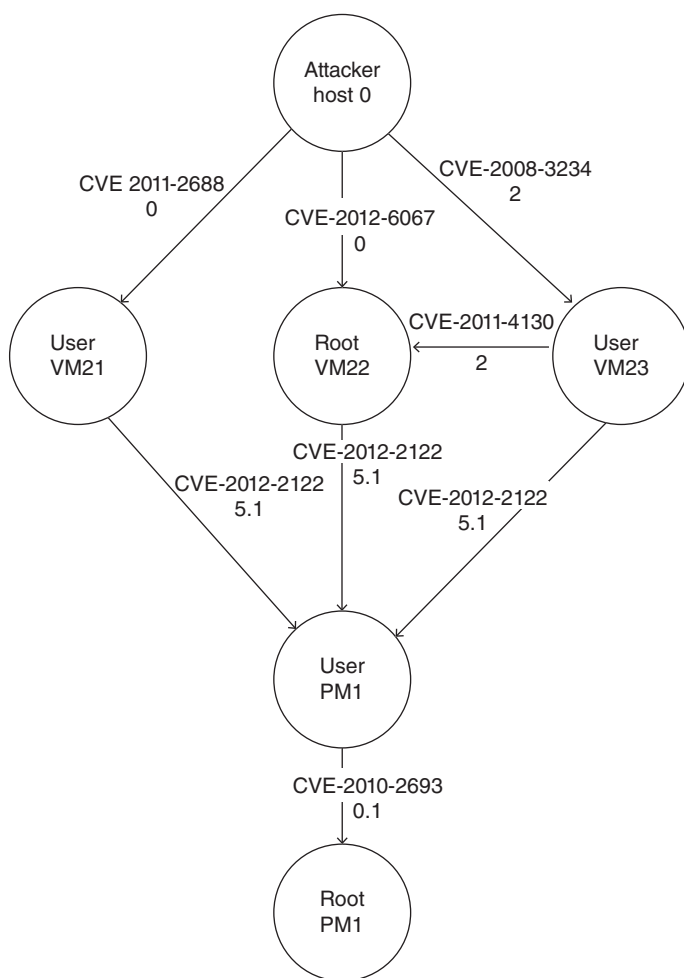 Attacker
host 0
CVE 2011-2688
0
CVE-2012-6067
0
CVE-2008-3234
2
User
VM21
Root
VM22
CVE-2011-4130
2
User
VM23
CVE-2012-2122
5.1
CVE-2012-2122
5.1
CVE-2012-2122
5.1
User
PM1
CVE-2010-2693
0.1
Root
PM1